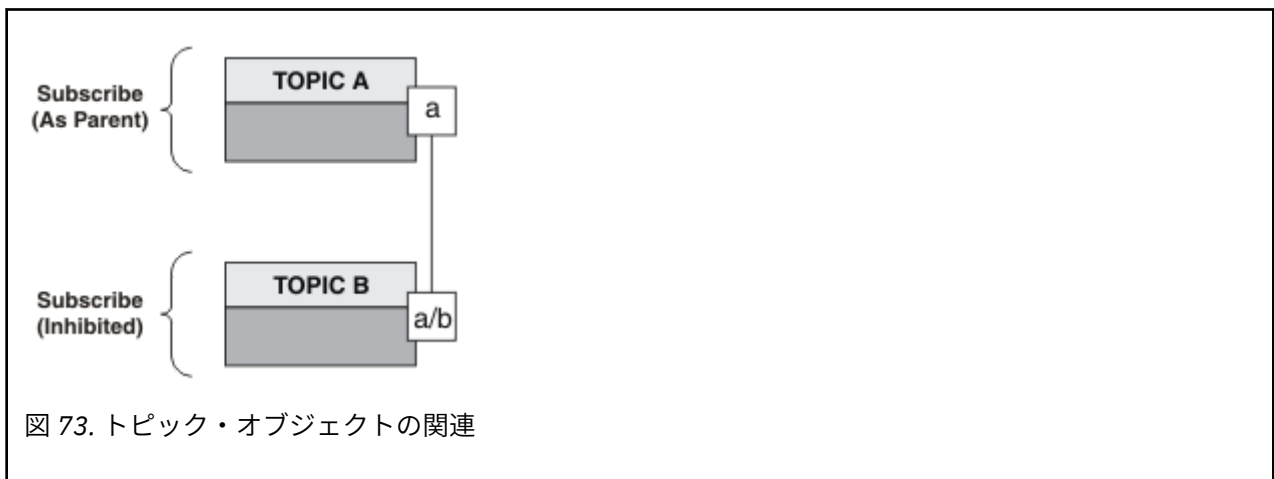 Subscribe
(As Parent)
TOPIC A
a
Subscribe
(Inhibited)
TOPIC B
a/b
図 73. トピック・オブジェクトの関連